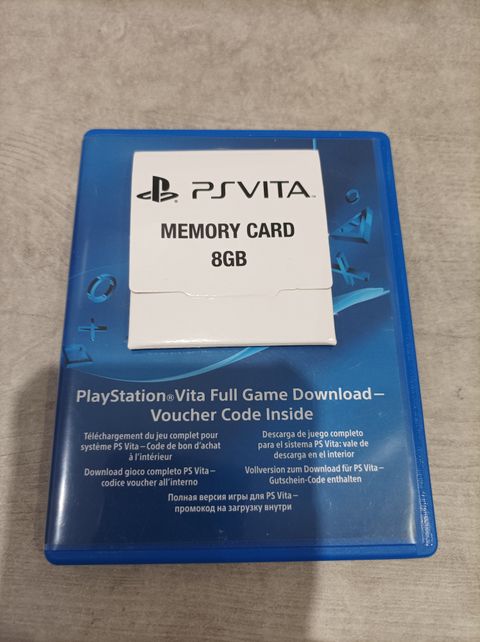 PSVITA™
MEMORY CARD
8GB
PlayStation®Vita Full Game Download—
Voucher Code Inside
Téléchargement du jeu complet pour
système PS Vita—Code de bon d'achat
à l'intérieur
Download gioco completo PS Vita—
codice voucher all'interno
Descarga de juego completo
para el sistema PS Vita: vale de
descarga en el interior
Vollversion zum Download für PS Vita—
Gutschein-Code enthalten
Полная версия игры для PS Vita—
промокод на загрузку внутри